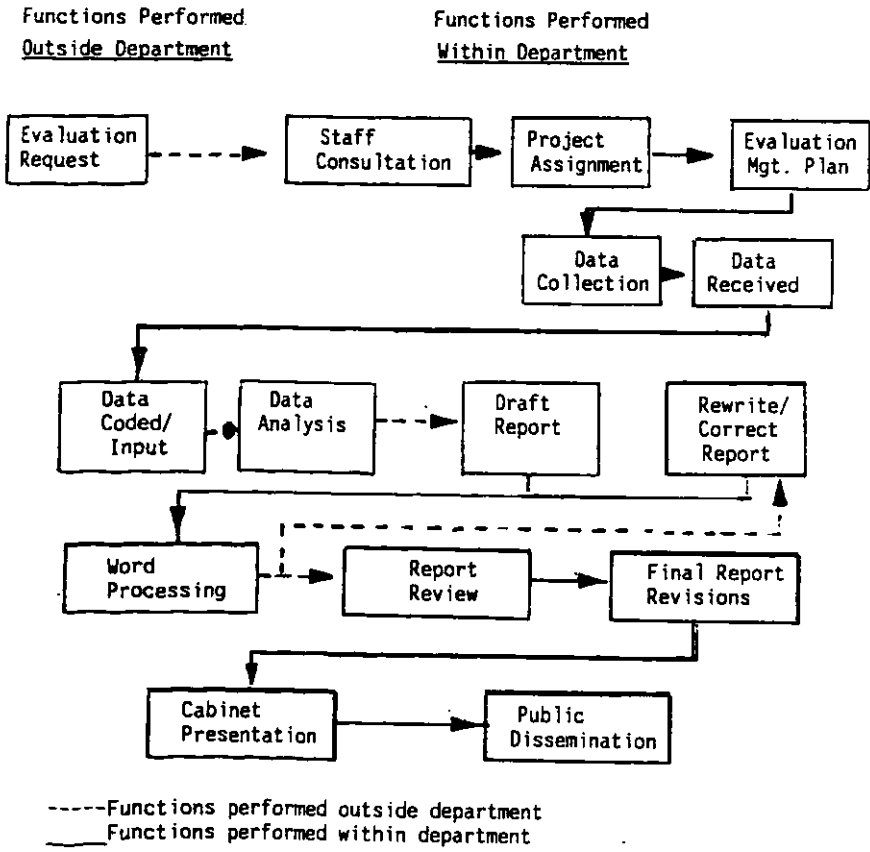 Functions Performed
Outside Department
Functions Performed
Within Department
Evaluation
Request
Staff
Consultation
Project
Assignment
Evaluation
Mgt. Plan
Data
Collection
Data
Received
Data
Coded/
Input
Data
Analysis
Draft
Report
Rewrite/
Correct
Report
Word
Processing
Report
Review
Final Report
Revisions
Cabinet
Presentation
Public
Dissemination
-----Functions performed outside department
____Functions performed within department